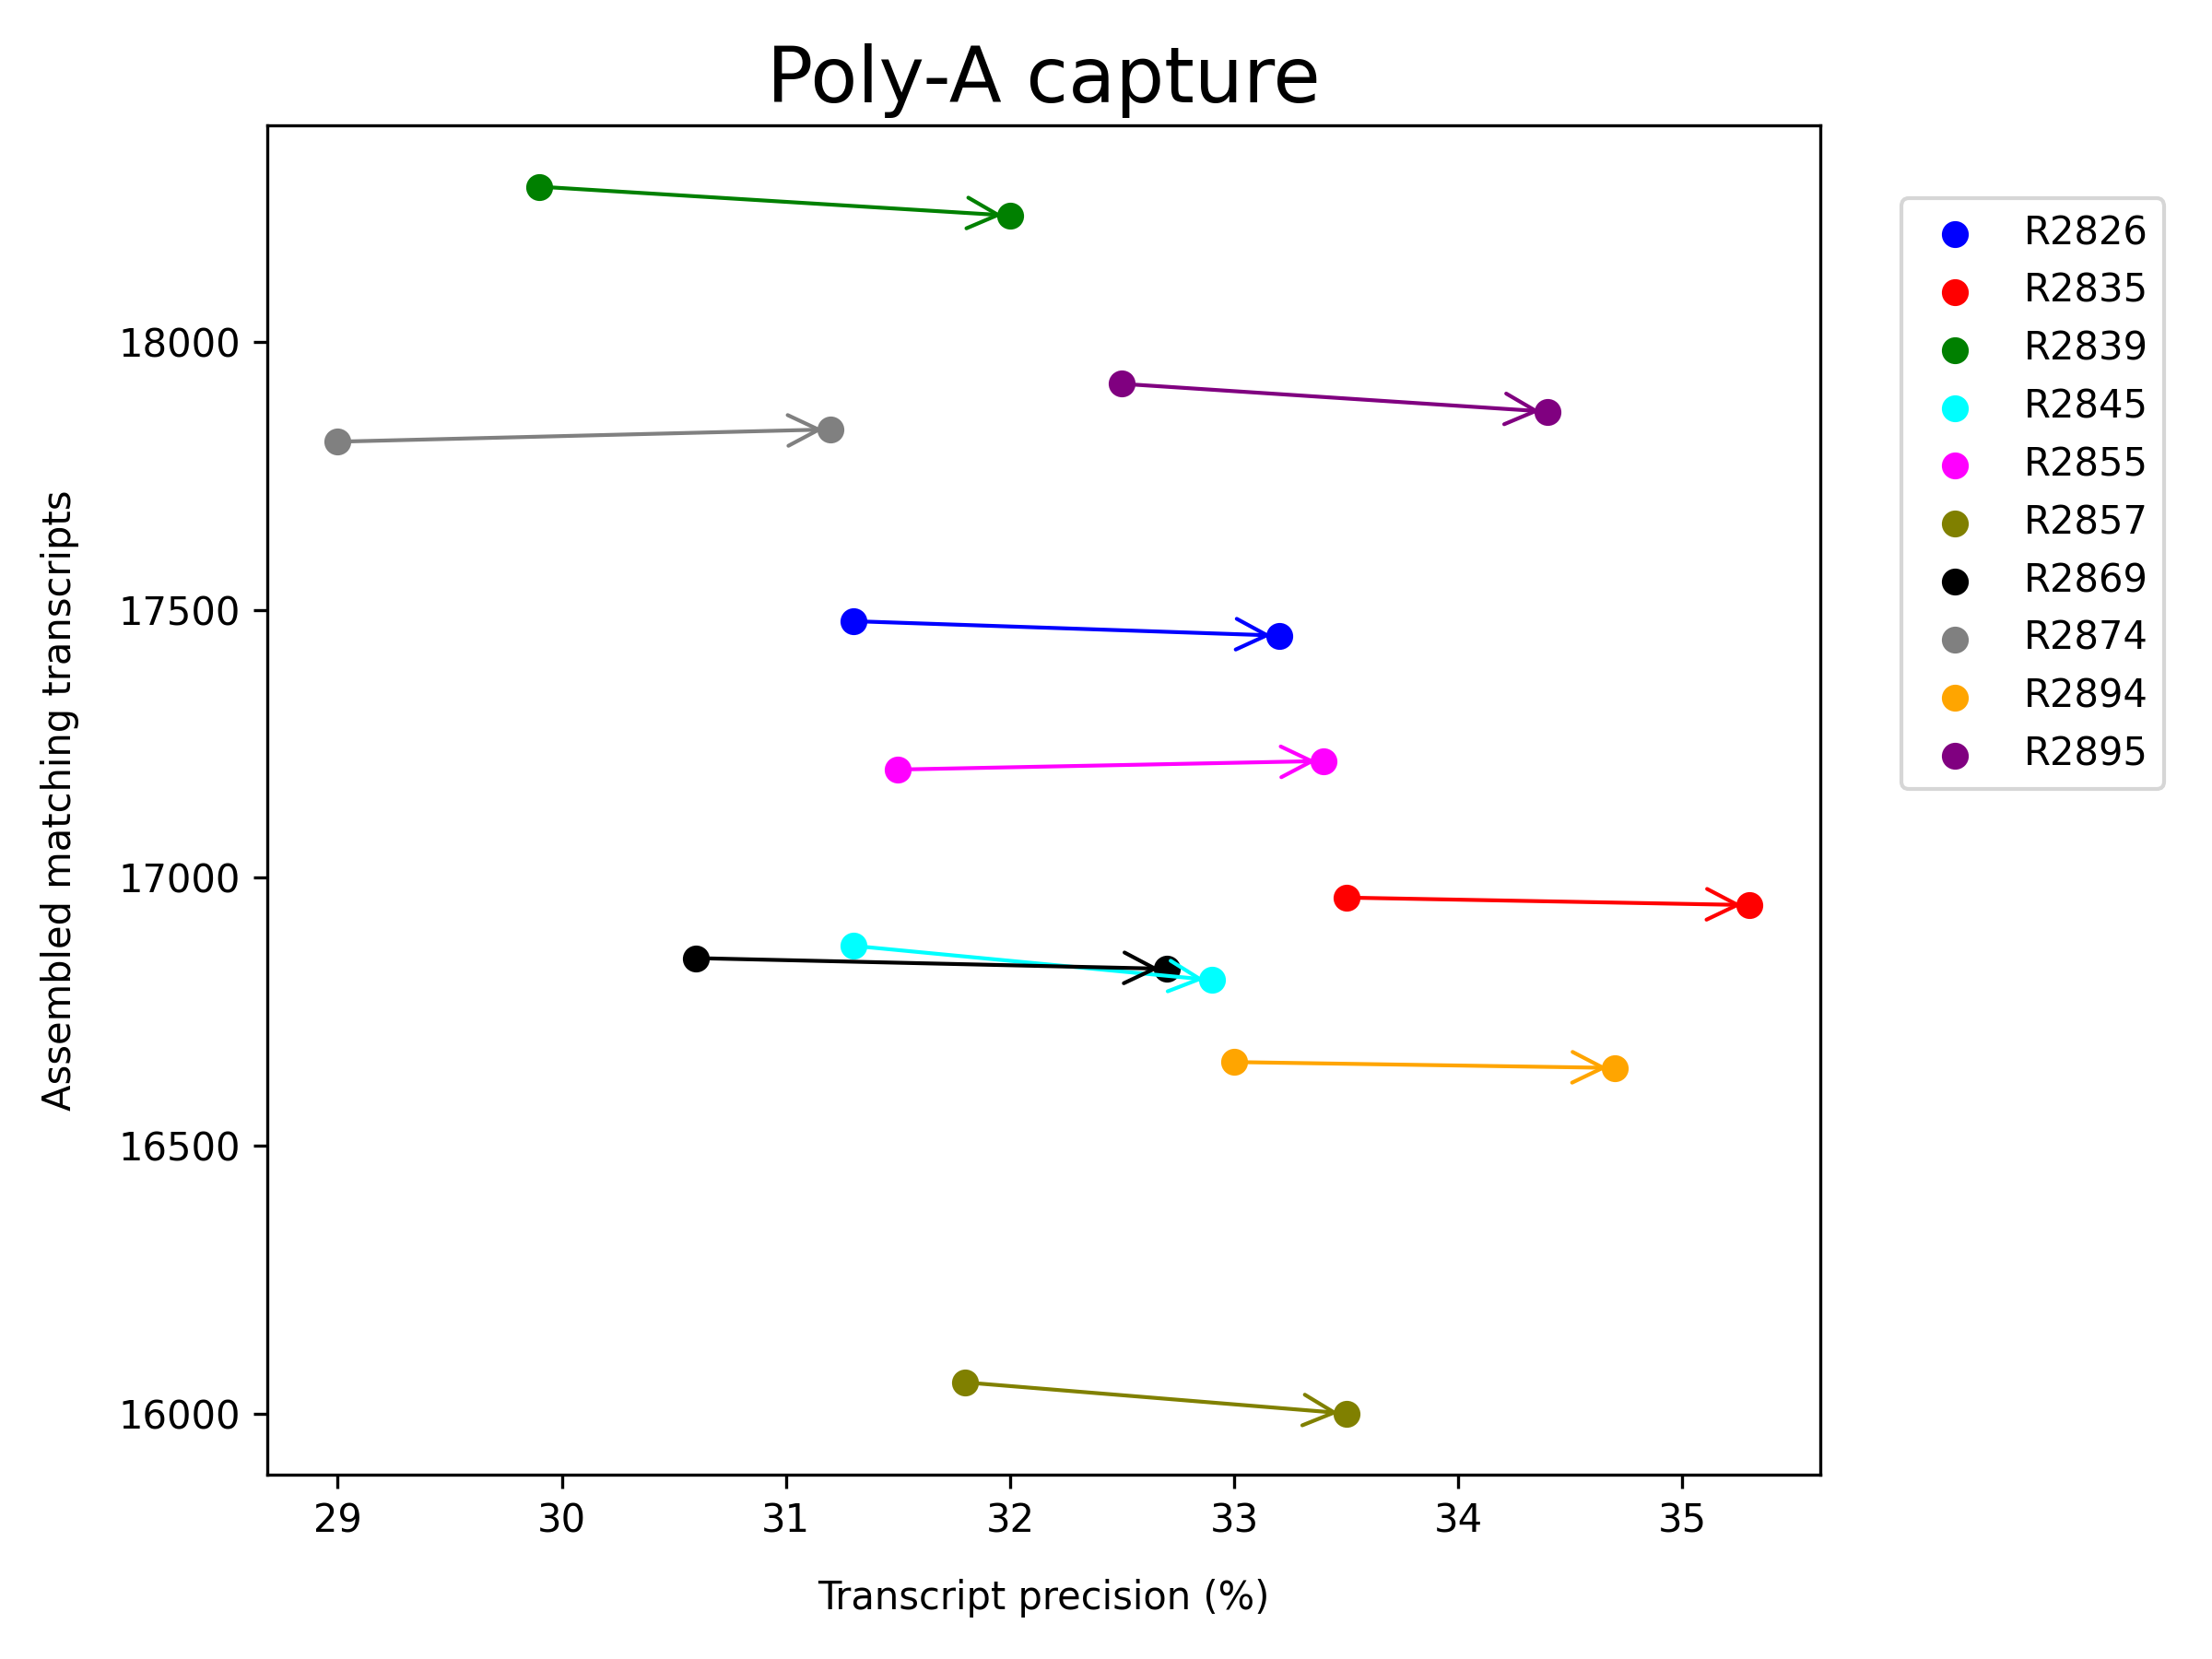 Poly-A capture
Assembled matching transcripts
18000
17500
17000
16500
16000
29 30 31 32 33 34 35
Transcript precision (%)
R2826
R2835
R2839
R2845
R2855
R2857
R2869
R2874
R2894
R2895